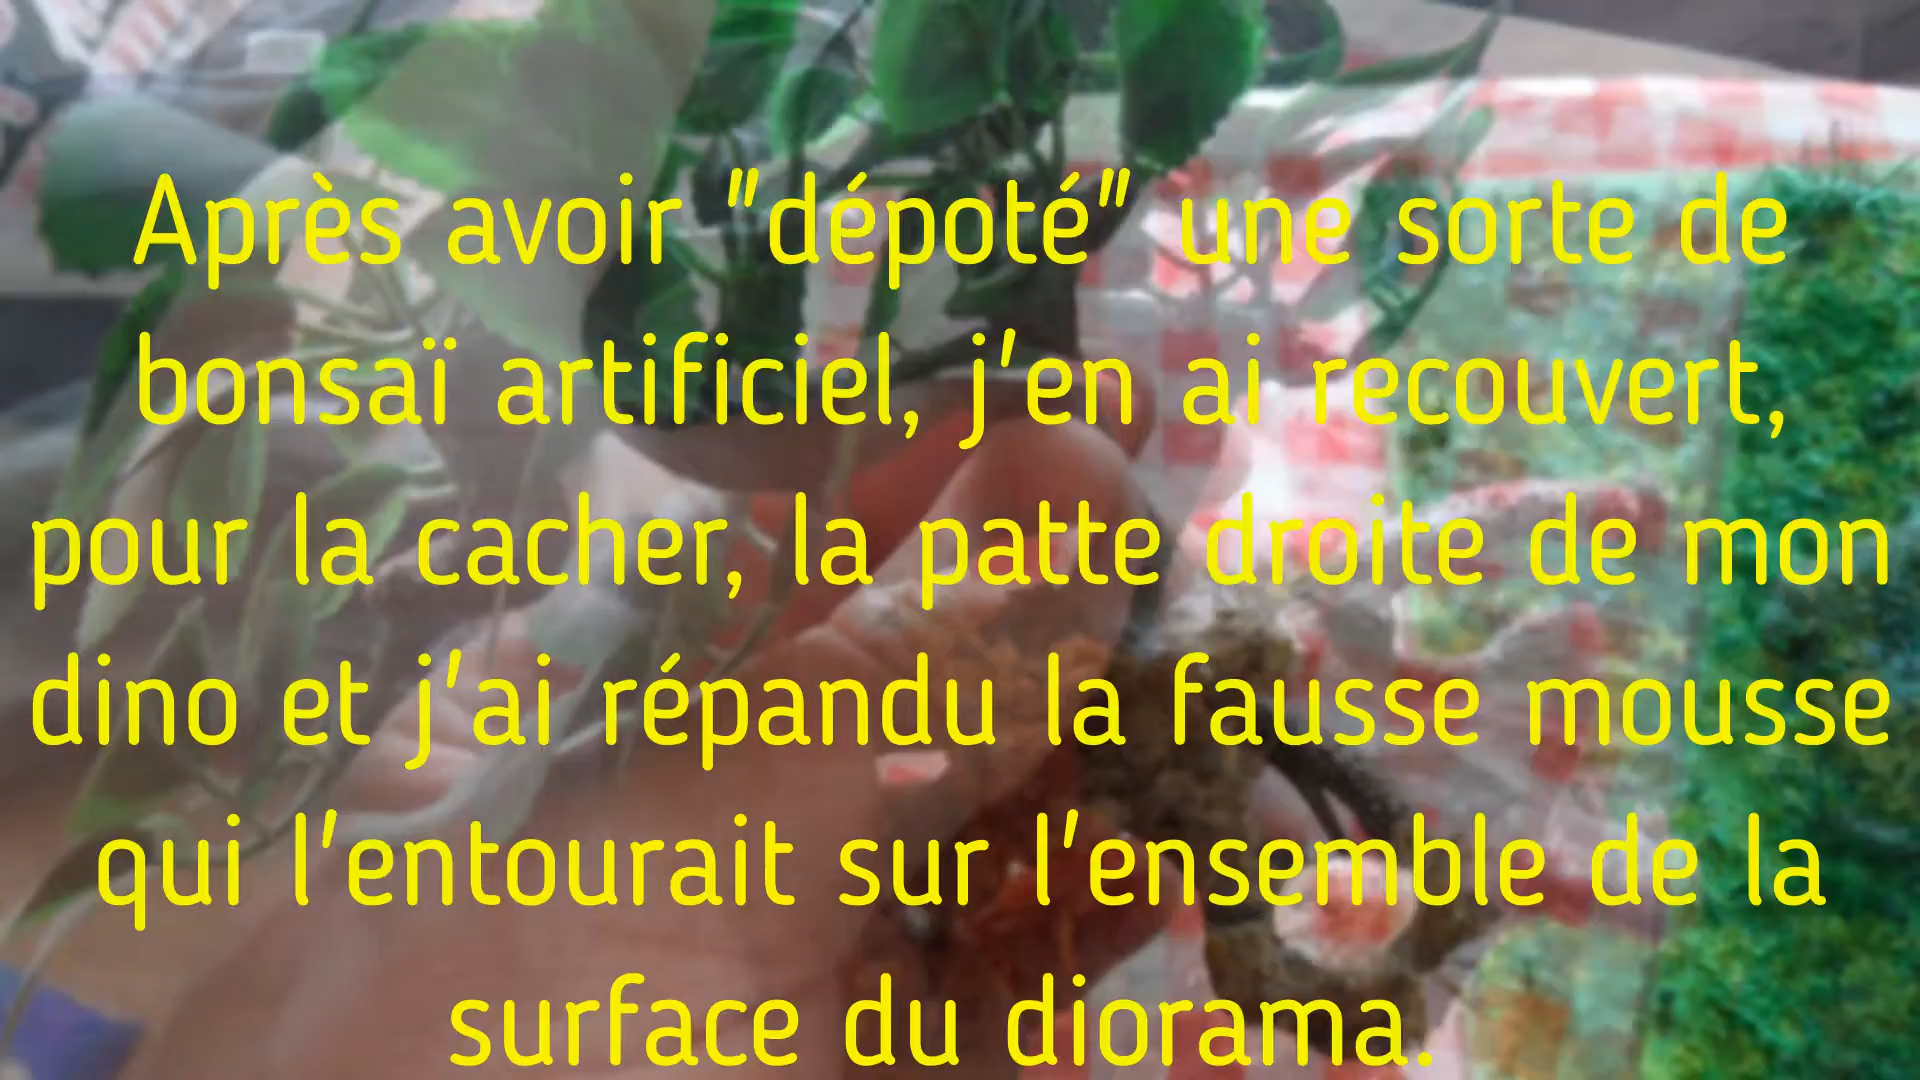 Après avoir "dépoté" une sorte de
bonsaï artificiel, j'en ai recouvert,
pour la cacher, la patte droite de mon
dino et j'ai répandu la fausse mousse
qui l'entourait sur l'ensemble de la
surface du diorama.